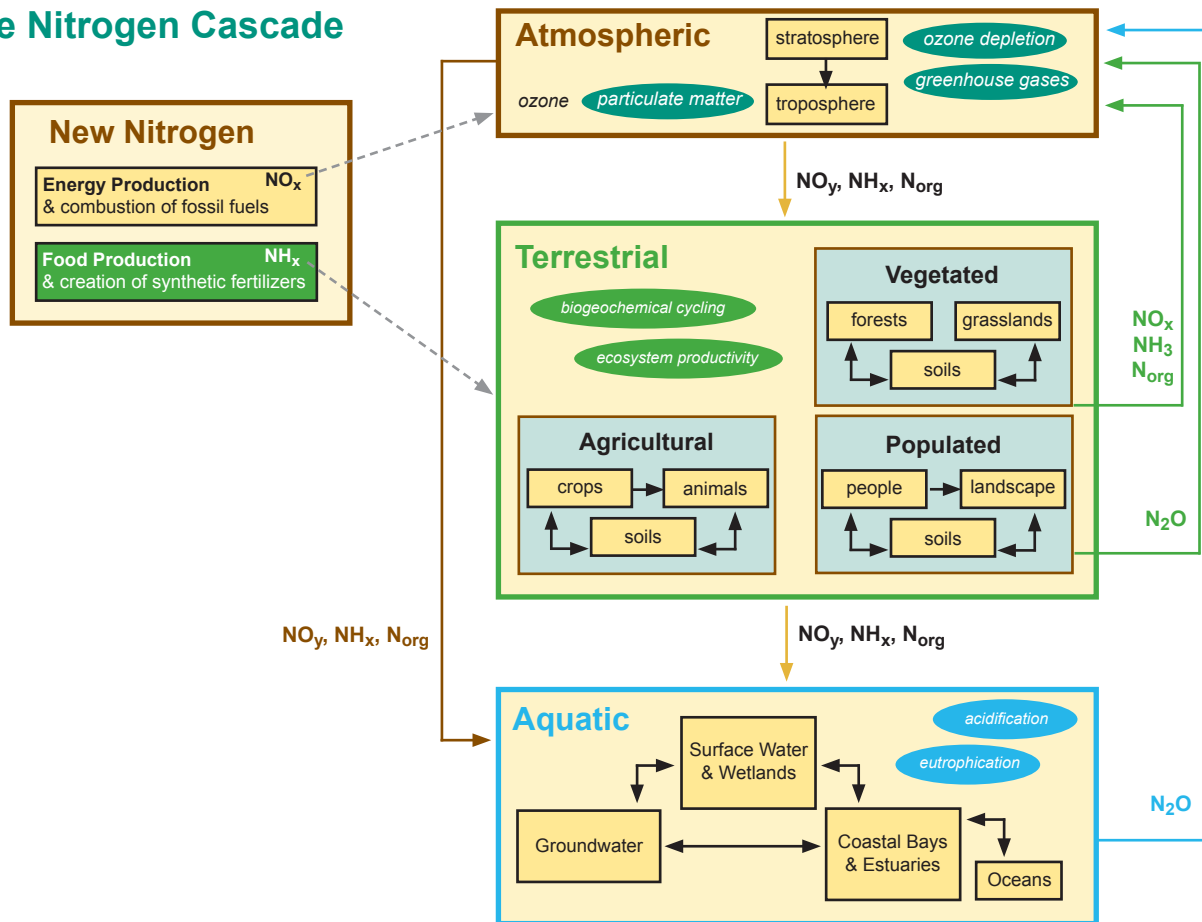 e Nitrogen Cascade
Atmospheric
stratosphere
ozone depletion
greenhouse gases
ozone
particulate matter
troposphere
New Nitrogen
Energy Production NOx
& combustion of fossil fuels
Food Production NHx
& creation of synthetic fertilizers
NOy, NHx, Norg
Terrestrial
biogeochemical cycling
ecosystem productivity
Vegetated
forests
grasslands
soils
NOx
NH3
Norg
Agricultural
crops
animals
soils
Populated
people
landscape
soils
N2O
NOy, NHx, Norg
NOy, NHx, Norg
Aquatic
acidification
eutrophication
Surface Water
& Wetlands
Groundwater
Coastal Bays
& Estuaries
Oceans
N2O